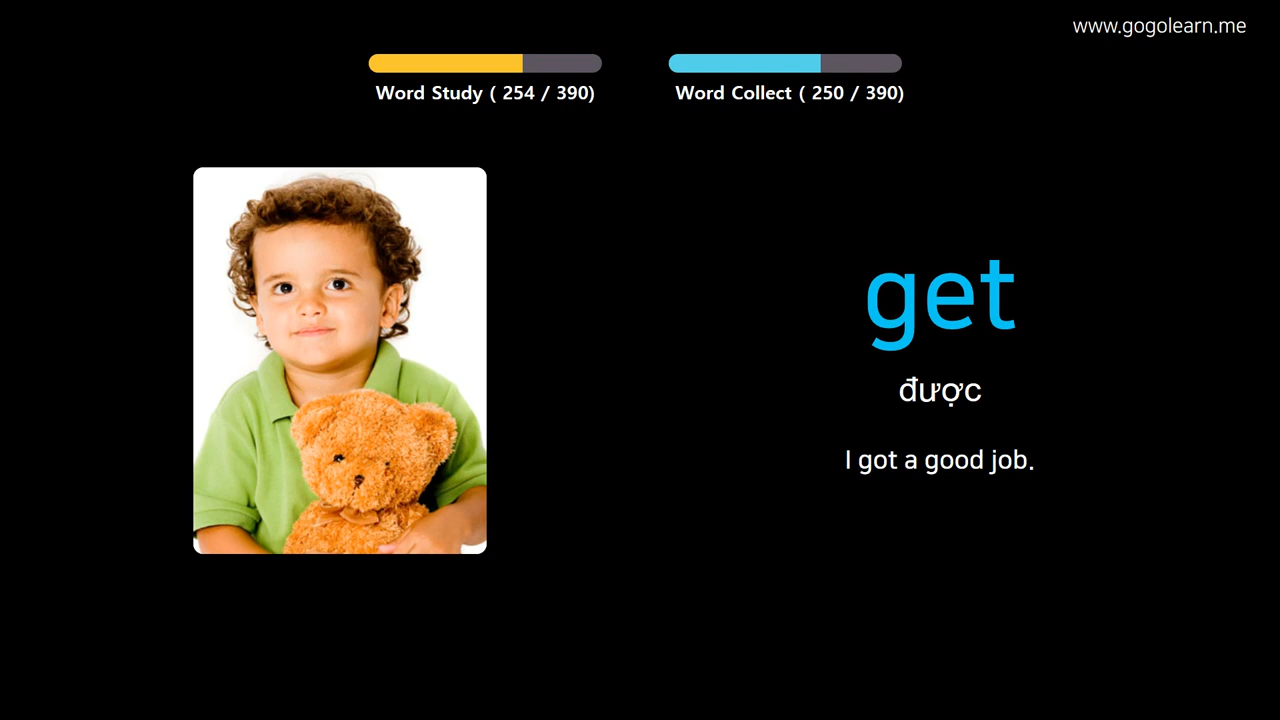 www.gogolearn.me
Word Study ( 254 / 390)
Word Collect ( 250 / 390)
get
được
I got a good job.